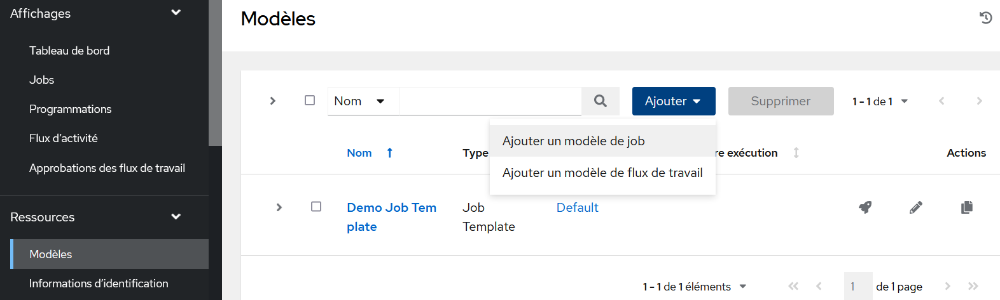 Affichages
Tableau de bord
Jobs
Programmations
Flux d'activité
Approbations des flux de travail
Ressources
Modèles
Informations d'identification
Modèles
Nom
Ajouter
Supprimer
1 - 1 de 1
Ajouter un modèle de job
Ajouter un modèle de flux de travail
Nom
Type
re exécution
Actions
Demo Job Tem
plate
Job
Template
Default
1 - 1 de 1 éléments
1
de 1 page